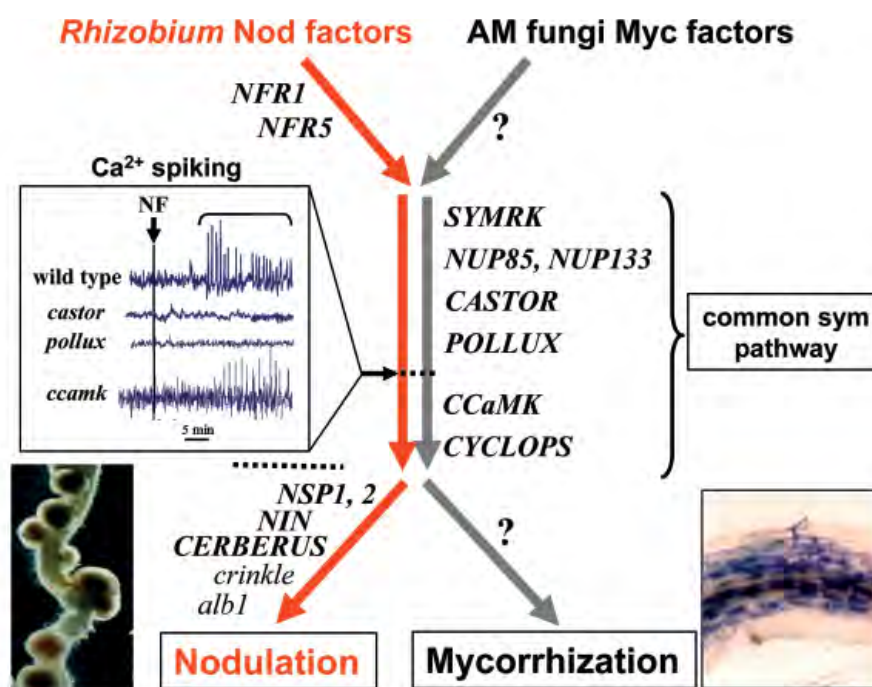 Rhizobium Nod factors
AM fungi Myc factors
NFR1
NFR5
?
Ca2+ spiking
NF
wild type
castor
pollux
ccamk
5 min
SYMRK
NUP85, NUP133
CASTOR
POLLUX
CCaMK
CYCLOPS
common sym
pathway
NSP1, 2
NIN
CERBERUS
crinkle
alb1
?
Nodulation
Mycorrhization